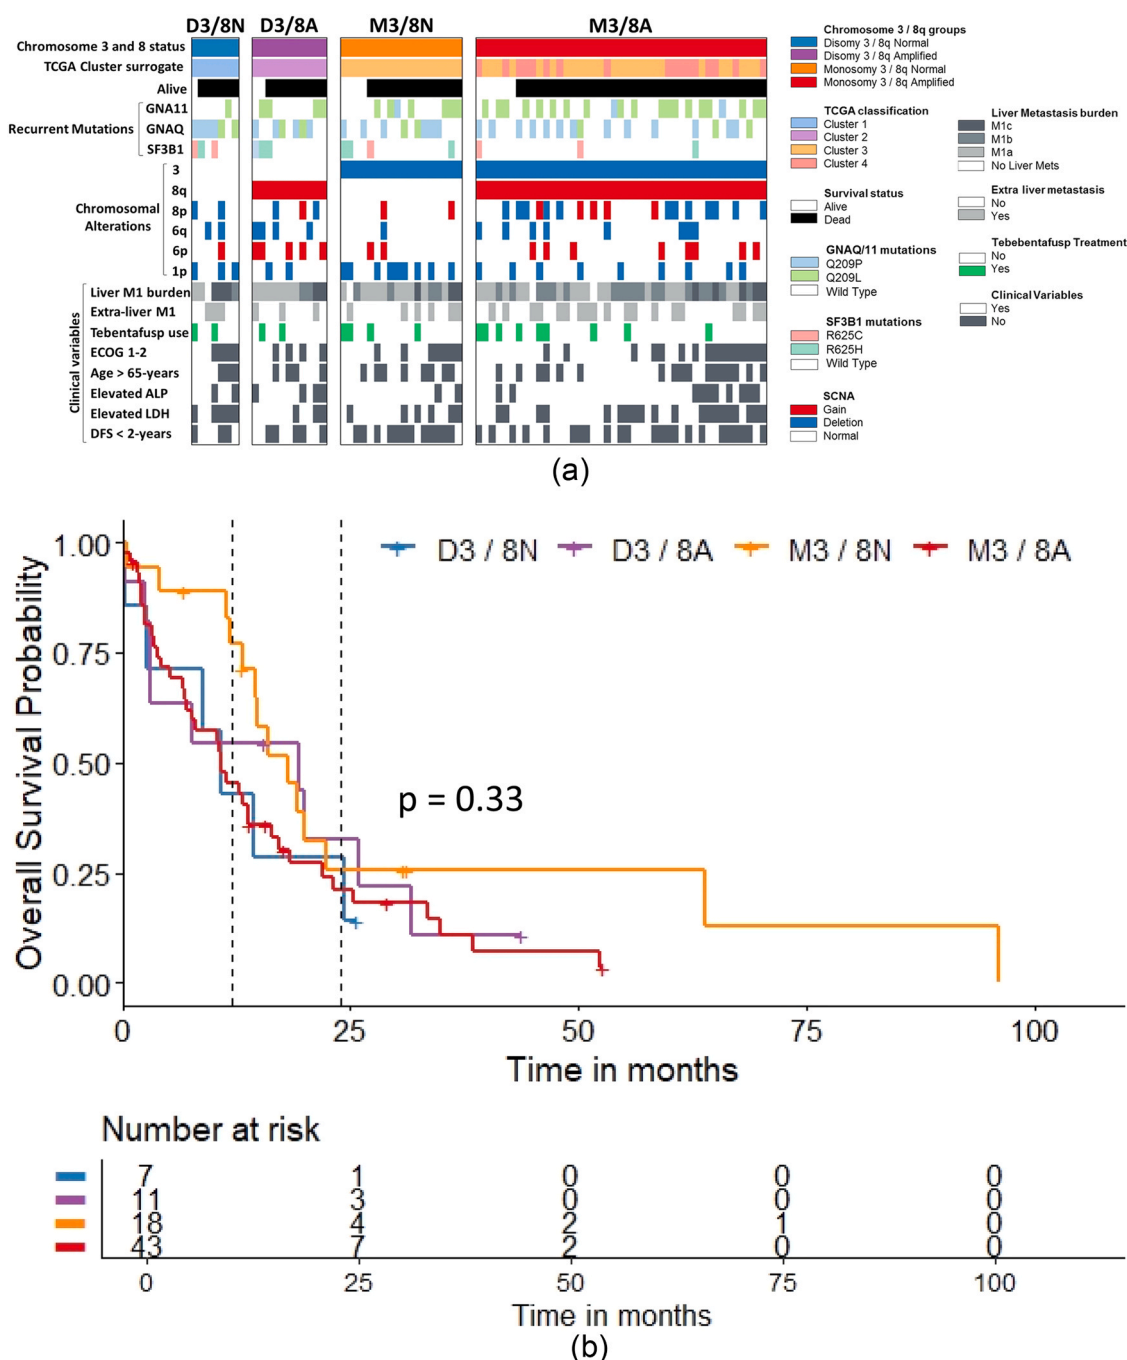 D3/8N D3/8A M3/8N M3/8A
Chromosome 3 and 8 status
TCGA Cluster surrogate
Alive
Recurrent Mutations
GNA11
GNAQ
SF3B1
Chromosomal
Alterations
3
8q
8p
6q
6p
1p
Clinical variables
Liver M1 burden
Extra-liver M1
Tebentafusp use
ECOG 1-2
Age > 65-years
Elevated ALP
Elevated LDH
DFS < 2-years
Chromosome 3 / 8q groups
Disomy 3 / 8q Normal
Disomy 3 / 8q Amplified
Monosomy 3 / 8q Normal
Monosomy 3 / 8q Amplified
TCGA classification
Cluster 1
Cluster 2
Cluster 3
Cluster 4
Survival status
Alive
Dead
GNAQ/11 mutations
Q209P
Q209L
Wild Type
SF3B1 mutations
R625C
R625H
Wild Type
SCNA
Gain
Deletion
Normal
Liver Metastasis burden
M1c
M1b
M1a
No Liver Mets
Extra liver metastasis
No
Yes
Tebebentafusp Treatment
No
Yes
Clinical Variables
Yes
No
(a)
D3 / 8N D3 / 8A M3 / 8N M3 / 8A
Overall Survival Probability
1.00
0.75
0.50
0.25
0.00
p = 0.33
0 25 50 75 100
Time in months
Number at risk
7 1 0 0 0
11 3 0 0 0
18 4 2 1 0
43 7 2 0 0
0 25 50 75 100
Time in months
(b)